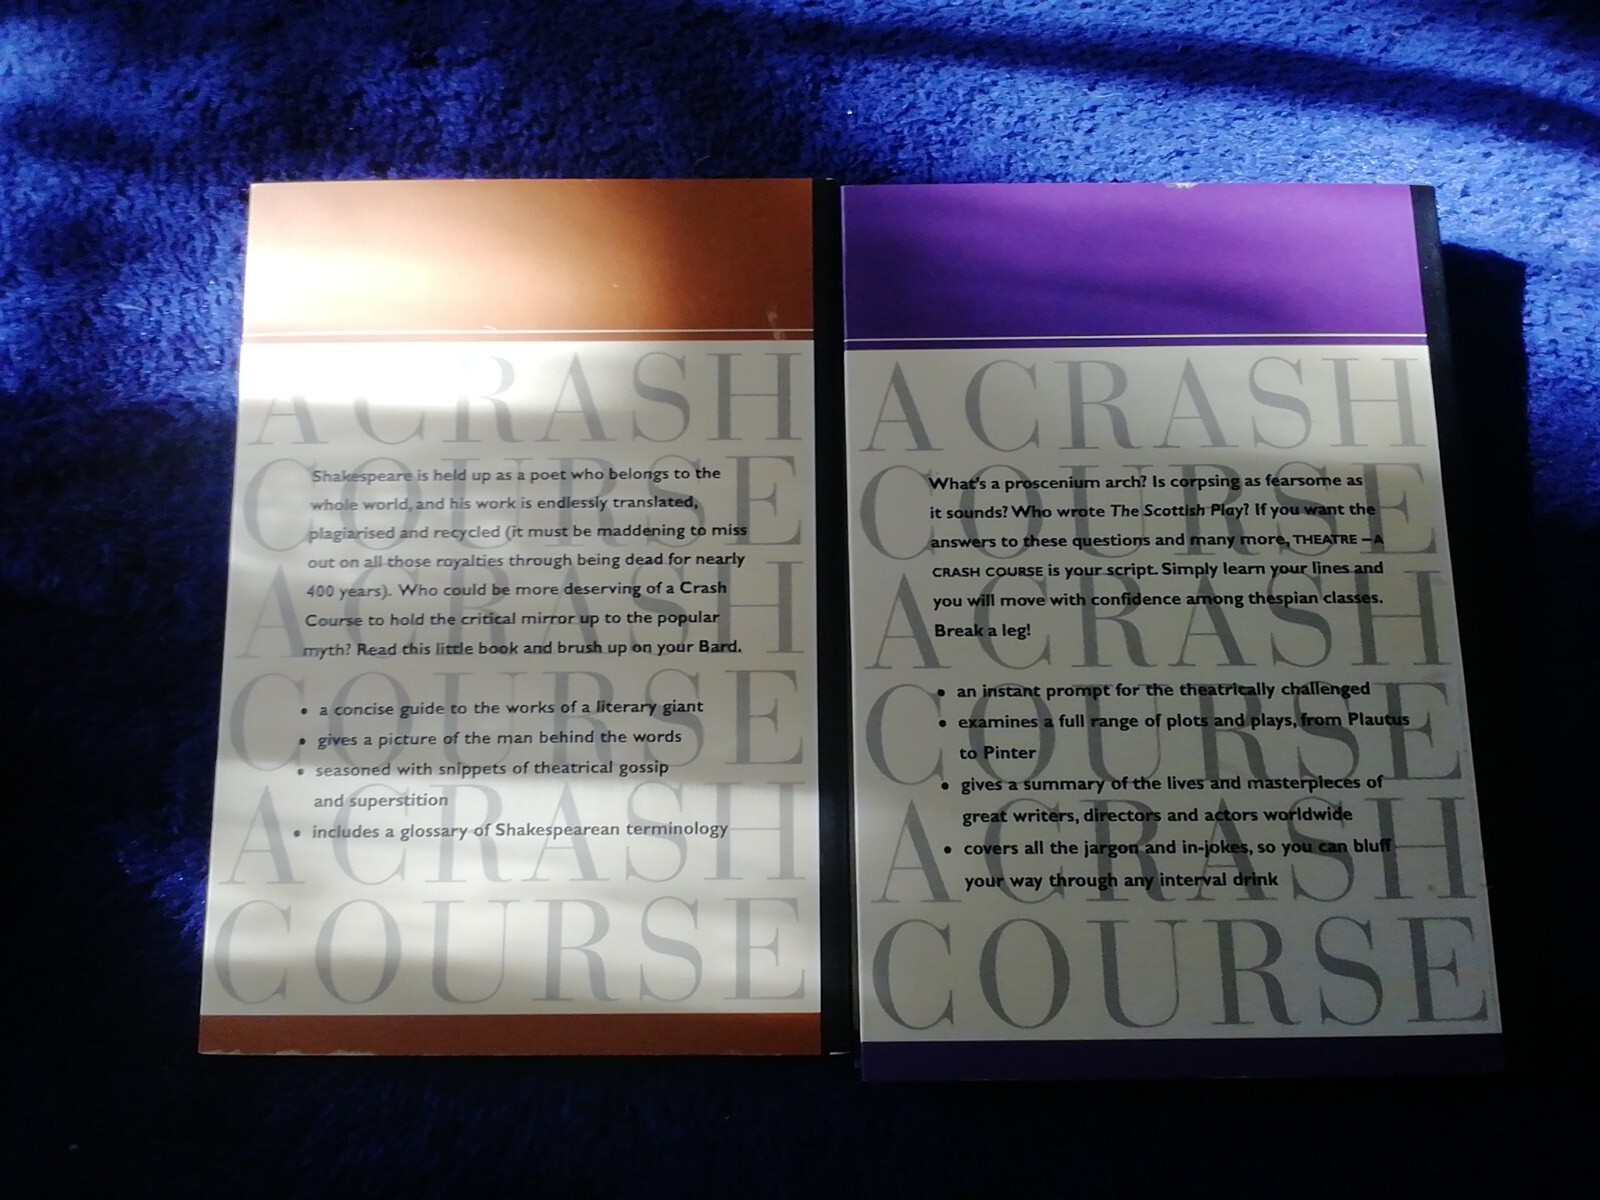 A CRASH
COURSE
A CRASH
COURSE
A CRASH
COURSE
Shakespeare is held up as a poet who belongs to the
whole world, and his work is endlessly translated,
plagiarised and recycled (it must be maddening to miss
out on all those royalties through being dead for nearly
400 years). Who could be more deserving of a Crash
Course to hold the critical mirror up to the popular
myth? Read this little book and brush up on your Bard.
• a concise guide to the works of a literary giant
• gives a picture of the man behind the words
• seasoned with snippets of theatrical gossip
and superstition
• includes a glossary of Shakespearean terminology
A CRASH
COURSE
A CRASH
COURSE
A CRASH
COURSE
What's a proscenium arch? Is corpsing as fearsome as
it sounds? Who wrote The Scottish Play? If you want the
answers to these questions and many more, THEATRE – A
CRASH COURSE is your script. Simply learn your lines and
you will move with confidence among thespian classes.
Break a leg!
• an instant prompt for the theatrically challenged
• examines a full range of plots and plays, from Plautus
to Pinter
• gives a summary of the lives and masterpieces of
great writers, directors and actors worldwide
• covers all the jargon and in-jokes, so you can bluff
your way through any interval drink